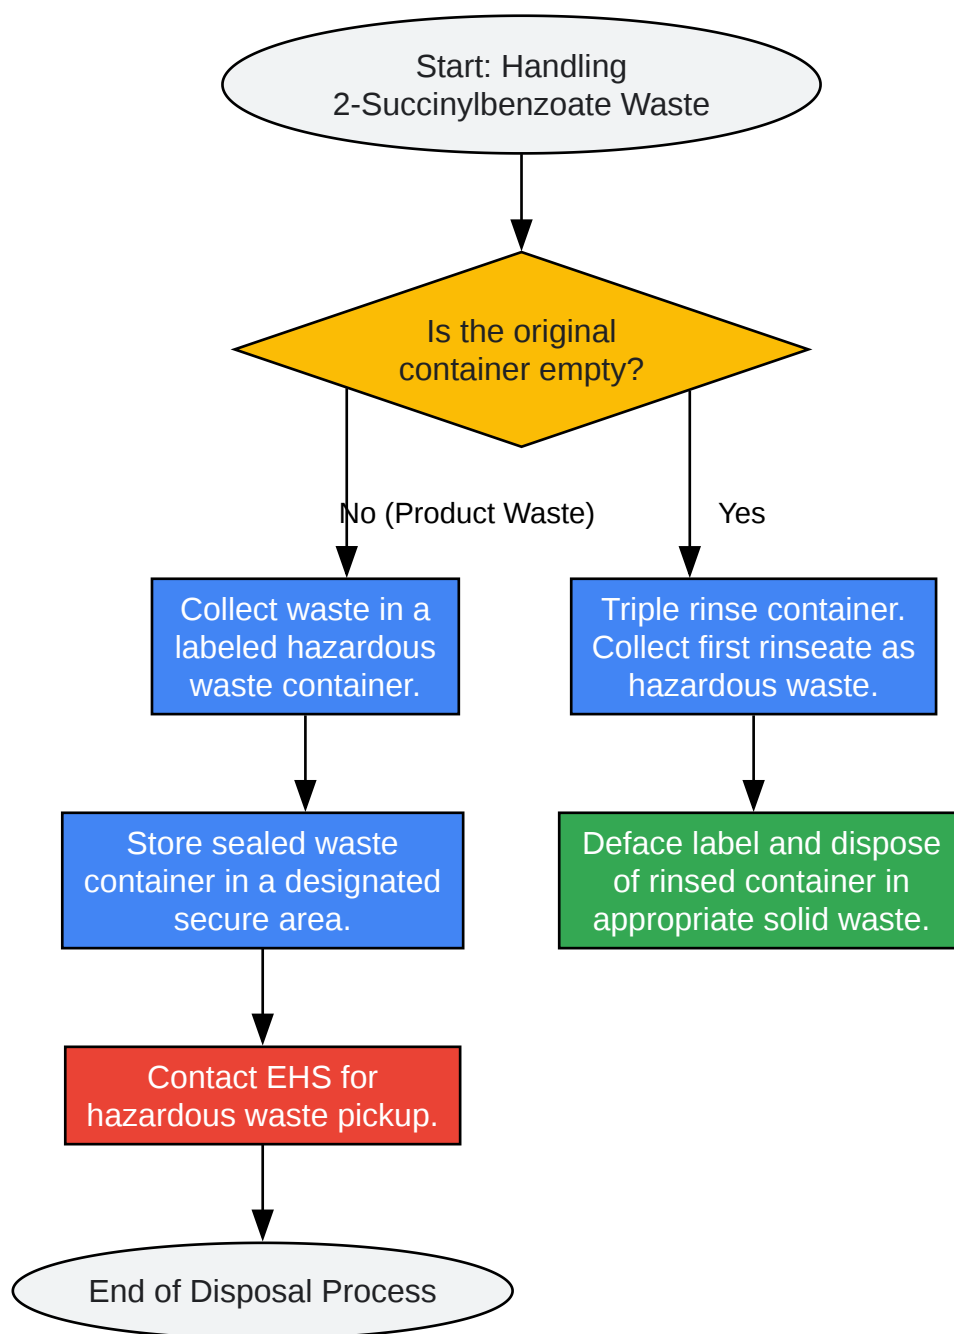 Start: Handling
2-Succinylbenzoate Waste
Is the original
container empty?
No (Product Waste)
Yes
Collect waste in a
labeled hazardous
waste container.
Triple rinse container.
Collect first rinseate as
hazardous waste.
Store sealed waste
container in a designated
secure area.
Deface label and dispose
of rinsed container in
appropriate solid waste.
Contact EHS for
hazardous waste pickup.
End of Disposal Process